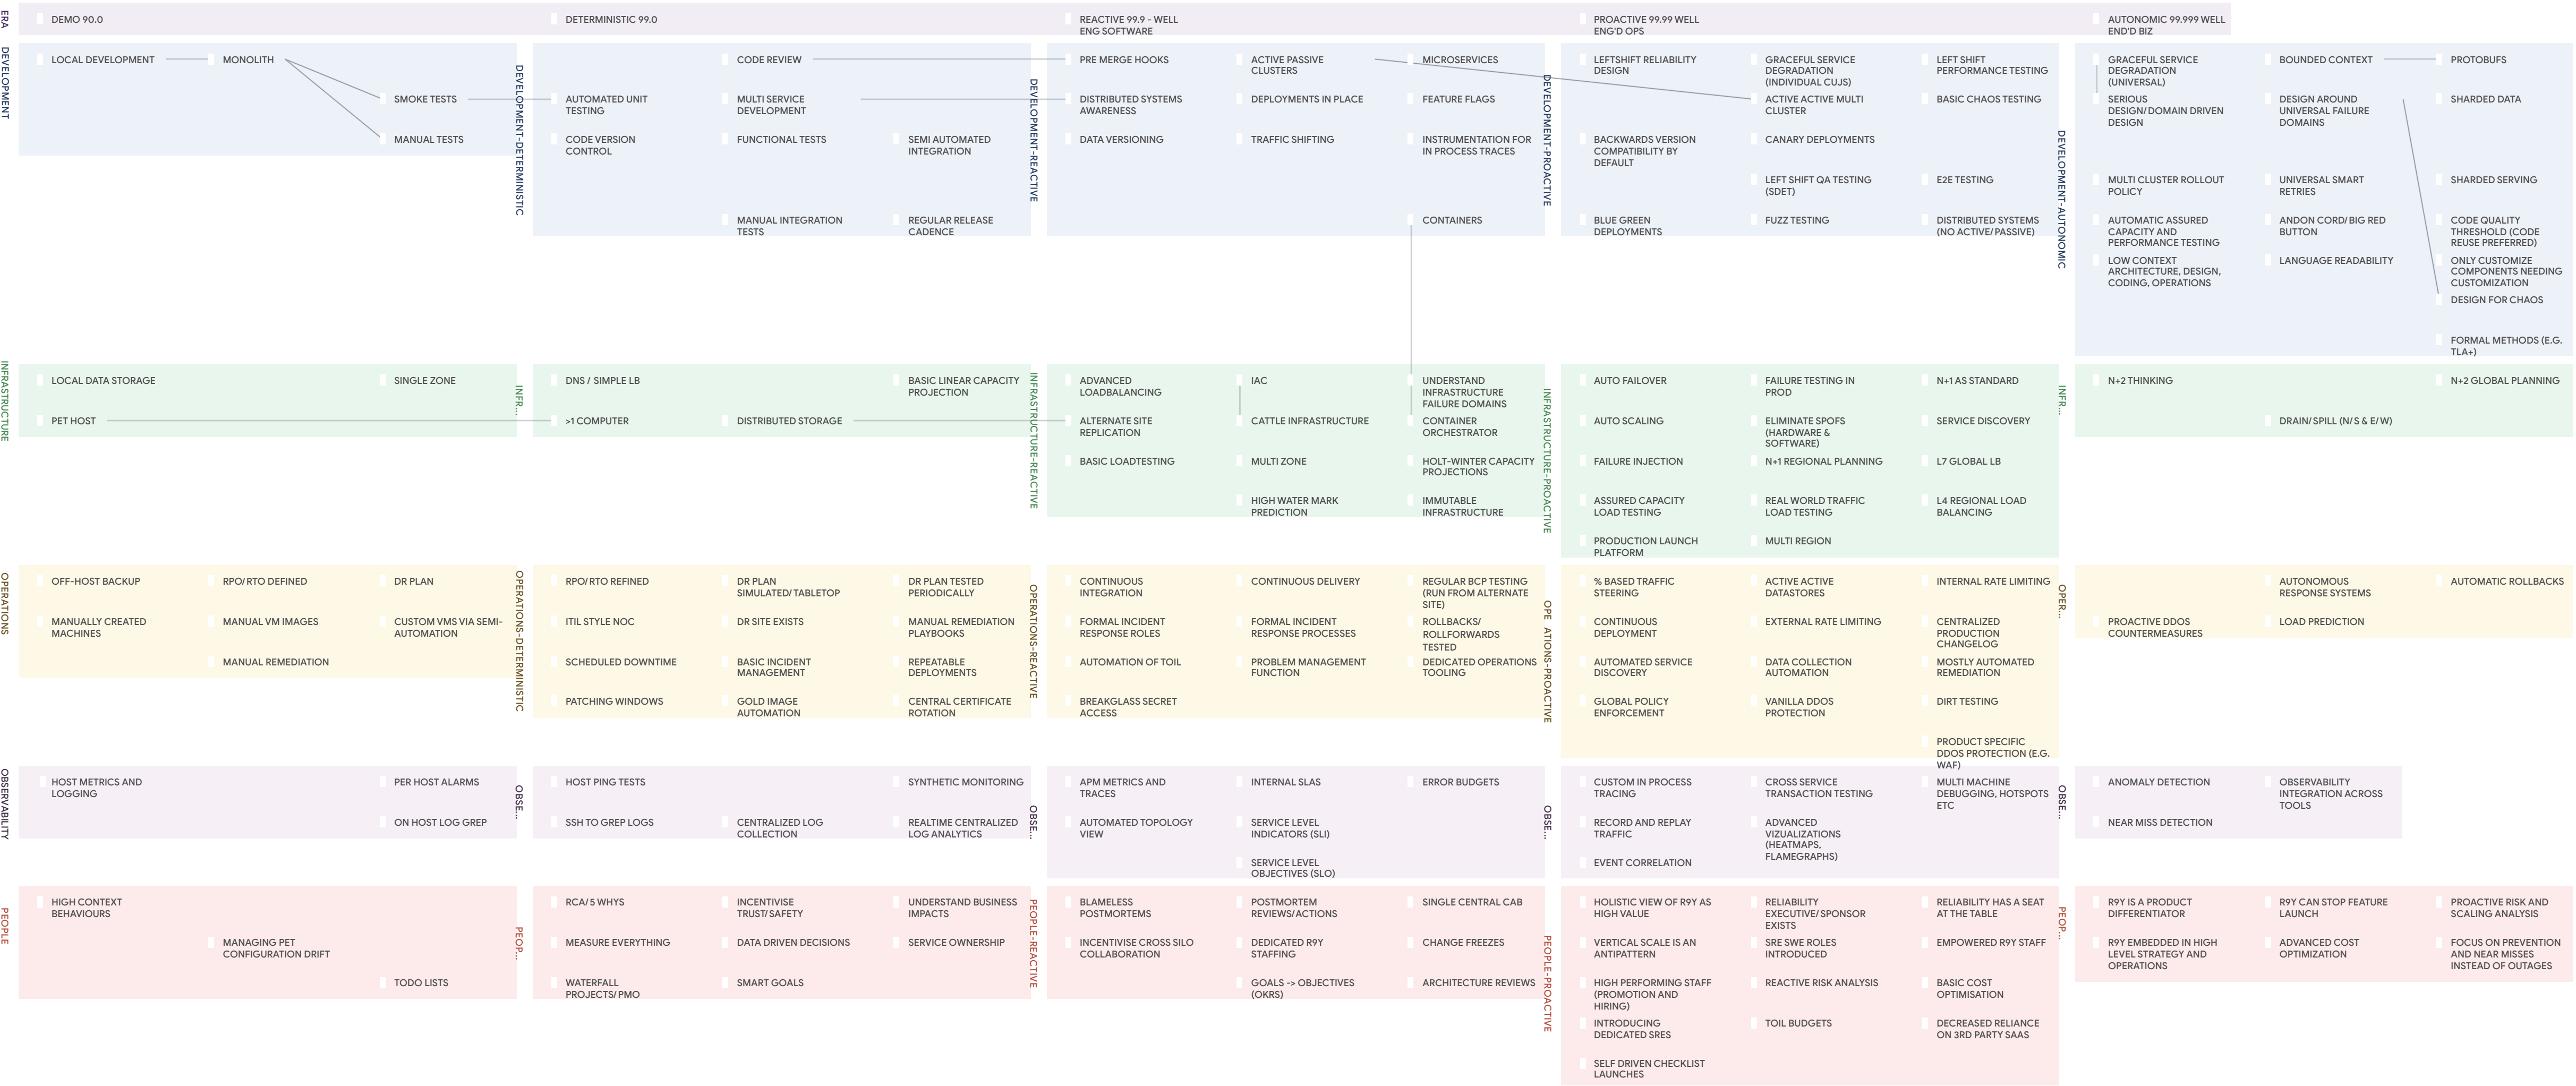 ERA
DEMO 90.0
DETERMINISTIC 99.0
REACTIVE 99.9 - WELL
ENG SOFTWARE
PROACTIVE 99.99 WELL
ENG'D OPS
AUTONOMIC 99.999 WELL
END'D BIZ
DEVELOPMENT
LOCAL DEVELOPMENT
MONOLITH
SMOKE TESTS
MANUAL TESTS
DEVELOPMENT-DETERMINISTIC
CODE REVIEW
AUTOMATED UNIT
TESTING
MULTI SERVICE
DEVELOPMENT
CODE VERSION
CONTROL
FUNCTIONAL TESTS
SEMI AUTOMATED
INTEGRATION
MANUAL INTEGRATION
TESTS
REGULAR RELEASE
CADENCE
DEVELOPMENT-REACTIVE
PRE MERGE HOOKS
ACTIVE PASSIVE
CLUSTERS
MICROSERVICES
DISTRIBUTED SYSTEMS
AWARENESS
DEPLOYMENTS IN PLACE
FEATURE FLAGS
DATA VERSIONING
TRAFFIC SHIFTING
INSTRUMENTATION FOR
IN PROCESS TRACES
CONTAINERS
DEVELOPMENT-PROACTIVE
LEFTSHIFT RELIABILITY
DESIGN
GRACEFUL SERVICE
DEGRADATION
(INDIVIDUAL CUJS)
LEFT SHIFT
PERFORMANCE TESTING
ACTIVE ACTIVE MULTI
CLUSTER
BASIC CHAOS TESTING
BACKWARDS VERSION
COMPATIBILITY BY
DEFAULT
CANARY DEPLOYMENTS
LEFT SHIFT QA TESTING
(SDET)
E2E TESTING
BLUE GREEN
DEPLOYMENTS
FUZZ TESTING
DISTRIBUTED SYSTEMS
(NO ACTIVE/PASSIVE)
DEVELOPMENT-AUTONOMIC
GRACEFUL SERVICE
DEGRADATION
(UNIVERSAL)
BOUNDED CONTEXT
PROTOBUFS
SERIOUS
DESIGN/DOMAIN DRIVEN
DESIGN
DESIGN AROUND
UNIVERSAL FAILURE
DOMAINS
SHARDED DATA
MULTI CLUSTER ROLLOUT
POLICY
UNIVERSAL SMART
RETRIES
SHARDED SERVING
AUTOMATIC ASSURED
CAPACITY AND
PERFORMANCE TESTING
ANDON CORD/BIG RED
BUTTON
CODE QUALITY
THRESHOLD (CODE
REUSE PREFERRED)
LOW CONTEXT
ARCHITECTURE, DESIGN,
CODING, OPERATIONS
LANGUAGE READABILITY
ONLY CUSTOMIZE
COMPONENTS NEEDING
CUSTOMIZATION
DESIGN FOR CHAOS
FORMAL METHODS (E.G.
TLA+)
INFRASTRUCTURE
LOCAL DATA STORAGE
SINGLE ZONE
PET HOST
INFR...
DNS / SIMPLE LB
BASIC LINEAR CAPACITY
PROJECTION
>1 COMPUTER
DISTRIBUTED STORAGE
INFRASTRUCTURE-REACTIVE
ADVANCED
LOADBALANCING
IAC
UNDERSTAND
INFRASTRUCTURE
FAILURE DOMAINS
ALTERNATE SITE
REPLICATION
CATTLE INFRASTRUCTURE
CONTAINER
ORCHESTRATOR
BASIC LOADTESTING
MULTI ZONE
HOLT-WINTER CAPACITY
PROJECTIONS
HIGH WATER MARK
PREDICTION
IMMUTABLE
INFRASTRUCTURE
INFRASTRUCTURE-PROACTIVE
AUTO FAILOVER
FAILURE TESTING IN
PROD
N+1 AS STANDARD
AUTO SCALING
ELIMINATE SPOFS
(HARDWARE &
SOFTWARE)
SERVICE DISCOVERY
FAILURE INJECTION
N+1 REGIONAL PLANNING
L7 GLOBAL LB
ASSURED CAPACITY
LOAD TESTING
REAL WORLD TRAFFIC
LOAD TESTING
L4 REGIONAL LOAD
BALANCING
PRODUCTION LAUNCH
PLATFORM
MULTI REGION
INFR...
N+2 THINKING
N+2 GLOBAL PLANNING
DRAIN/SPILL (N/S & E/W)
OPERATIONS
OFF-HOST BACKUP
RPO/RTO DEFINED
DR PLAN
MANUALLY CREATED
MACHINES
MANUAL VM IMAGES
CUSTOM VMS VIA SEMI-
AUTOMATION
MANUAL REMEDIATION
OPERATIONS-DETERMINISTIC
RPO/RTO REFINED
DR PLAN
SIMULATED/TABLETOP
DR PLAN TESTED
PERIODICALLY
ITIL STYLE NOC
DR SITE EXISTS
MANUAL REMEDIATION
PLAYBOOKS
SCHEDULED DOWNTIME
BASIC INCIDENT
MANAGEMENT
REPEATABLE
DEPLOYMENTS
PATCHING WINDOWS
GOLD IMAGE
AUTOMATION
CENTRAL CERTIFICATE
ROTATION
OPERATIONS-REACTIVE
CONTINUOUS
INTEGRATION
CONTINUOUS DELIVERY
REGULAR BCP TESTING
(RUN FROM ALTERNATE
SITE)
FORMAL INCIDENT
RESPONSE ROLES
FORMAL INCIDENT
RESPONSE PROCESSES
ROLLBACKS/
ROLLFORWARDS
TESTED
AUTOMATION OF TOIL
PROBLEM MANAGEMENT
FUNCTION
DEDICATED OPERATIONS
TOOLING
BREAKGLASS SECRET
ACCESS
OPE ATIONS-PROACTIVE
% BASED TRAFFIC
STEERING
ACTIVE ACTIVE
DATASTORES
INTERNAL RATE LIMITING
CONTINUOUS
DEPLOYMENT
EXTERNAL RATE LIMITING
CENTRALIZED
PRODUCTION
CHANGELOG
AUTOMATED SERVICE
DISCOVERY
DATA COLLECTION
AUTOMATION
MOSTLY AUTOMATED
REMEDIATION
GLOBAL POLICY
ENFORCEMENT
VANILLA DDOS
PROTECTION
DIRT TESTING
PRODUCT SPECIFIC
DDOS PROTECTION (E.G.
WAF)
OPER...
AUTONOMOUS
RESPONSE SYSTEMS
AUTOMATIC ROLLBACKS
PROACTIVE DDOS
COUNTERMEASURES
LOAD PREDICTION
OBSERVABILITY
HOST METRICS AND
LOGGING
PER HOST ALARMS
ON HOST LOG GREP
OBSE...
HOST PING TESTS
SYNTHETIC MONITORING
SSH TO GREP LOGS
CENTRALIZED LOG
COLLECTION
REALTIME CENTRALIZED
LOG ANALYTICS
OBSE...
APM METRICS AND
TRACES
INTERNAL SLAS
ERROR BUDGETS
AUTOMATED TOPOLOGY
VIEW
SERVICE LEVEL
INDICATORS (SLI)
SERVICE LEVEL
OBJECTIVES (SLO)
OBSE...
CUSTOM IN PROCESS
TRACING
CROSS SERVICE
TRANSACTION TESTING
MULTI MACHINE
DEBUGGING, HOTSPOTS
ETC
RECORD AND REPLAY
TRAFFIC
ADVANCED
VIZUALIZATIONS
(HEATMAPS,
FLAMEGRAPHS)
EVENT CORRELATION
OBSE...
ANOMALY DETECTION
OBSERVABILITY
INTEGRATION ACROSS
TOOLS
NEAR MISS DETECTION
PEOPLE
HIGH CONTEXT
BEHAVIOURS
MANAGING PET
CONFIGURATION DRIFT
TODO LISTS
PEOP...
RCA/5 WHYS
INCENTIVISE
TRUST/SAFETY
UNDERSTAND BUSINESS
IMPACTS
MEASURE EVERYTHING
DATA DRIVEN DECISIONS
SERVICE OWNERSHIP
WATERFALL
PROJECTS/PMO
SMART GOALS
PEOPLE-REACTIVE
BLAMELESS
POSTMORTEMS
POSTMORTEM
REVIEWS/ACTIONS
SINGLE CENTRAL CAB
INCENTIVISE CROSS SILO
COLLABORATION
DEDICATED R9Y
STAFFING
CHANGE FREEZES
GOALS -> OBJECTIVES
(OKRS)
ARCHITECTURE REVIEWS
PEOPLE-PROACTIVE
HOLISTIC VIEW OF R9Y AS
HIGH VALUE
RELIABILITY
EXECUTIVE/SPONSOR
EXISTS
RELIABILITY HAS A SEAT
AT THE TABLE
VERTICAL SCALE IS AN
ANTIPATTERN
SRE SWE ROLES
INTRODUCED
EMPOWERED R9Y STAFF
HIGH PERFORMING STAFF
(PROMOTION AND
HIRING)
REACTIVE RISK ANALYSIS
BASIC COST
OPTIMISATION
INTRODUCING
DEDICATED SRES
TOIL BUDGETS
DECREASED RELIANCE
ON 3RD PARTY SAAS
SELF DRIVEN CHECKLIST
LAUNCHES
PEOP...
R9Y IS A PRODUCT
DIFFERENTIATOR
R9Y CAN STOP FEATURE
LAUNCH
PROACTIVE RISK AND
SCALING ANALYSIS
R9Y EMBEDDED IN HIGH
LEVEL STRATEGY AND
OPERATIONS
ADVANCED COST
OPTIMIZATION
FOCUS ON PREVENTION
AND NEAR MISSES
INSTEAD OF OUTAGES